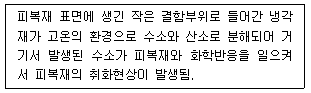 피복재 표면에 생긴 작은 결함부위로 들어간 냉각
재가 고온의 환경으로 수소와 산소로 분해되어 거
기서 발생된 수소가 피복재와 화학반응을 일으켜
서 피복재의 취화현상이 발생됨.